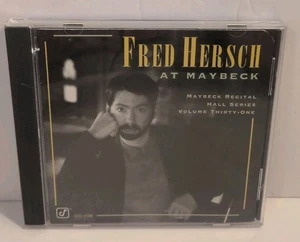 FRED HERSCH
AT MAYBECK
MAYBECK RECITAL
HALL SERIES
VOLUME THIRTY-ONE